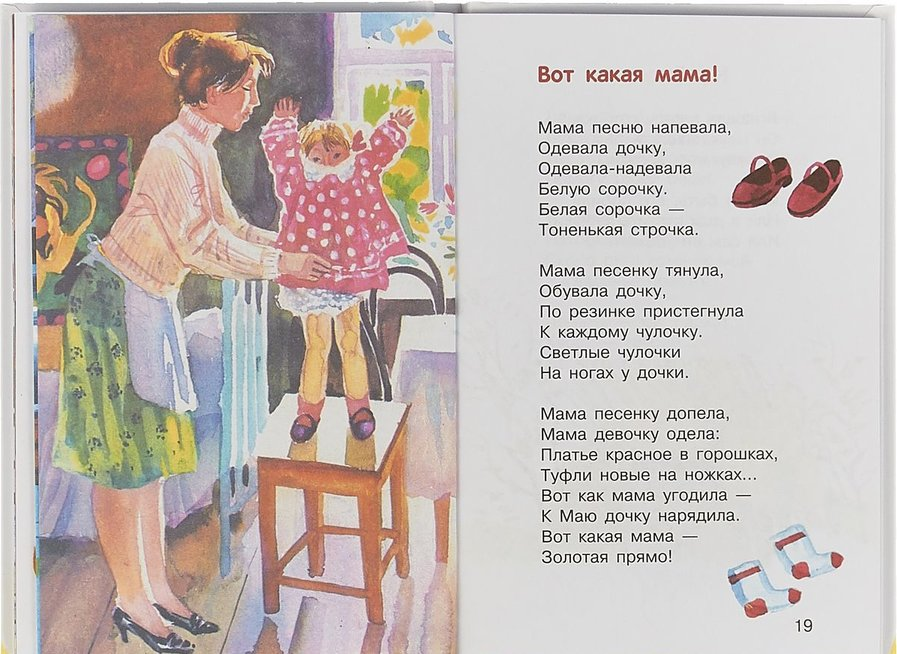 Вот какая мама!
Мама песню напевала,
Одевала дочку,
Одевала-надевала
Белую сорочку.
Белая сорочка —
Тоненькая строчка.
Мама песенку тянула,
Обувала дочку,
По резинке пристегнула
К каждому чулочку.
Светлые чулочки
На ногах у дочки.
Мама песенку допела,
Мама девочку одела:
Платье красное в горошках,
Туфли новые на ножках...
Вот как мама угодила —
К Маю дочку нарядила.
Вот какая мама —
Золотая прямо!
19